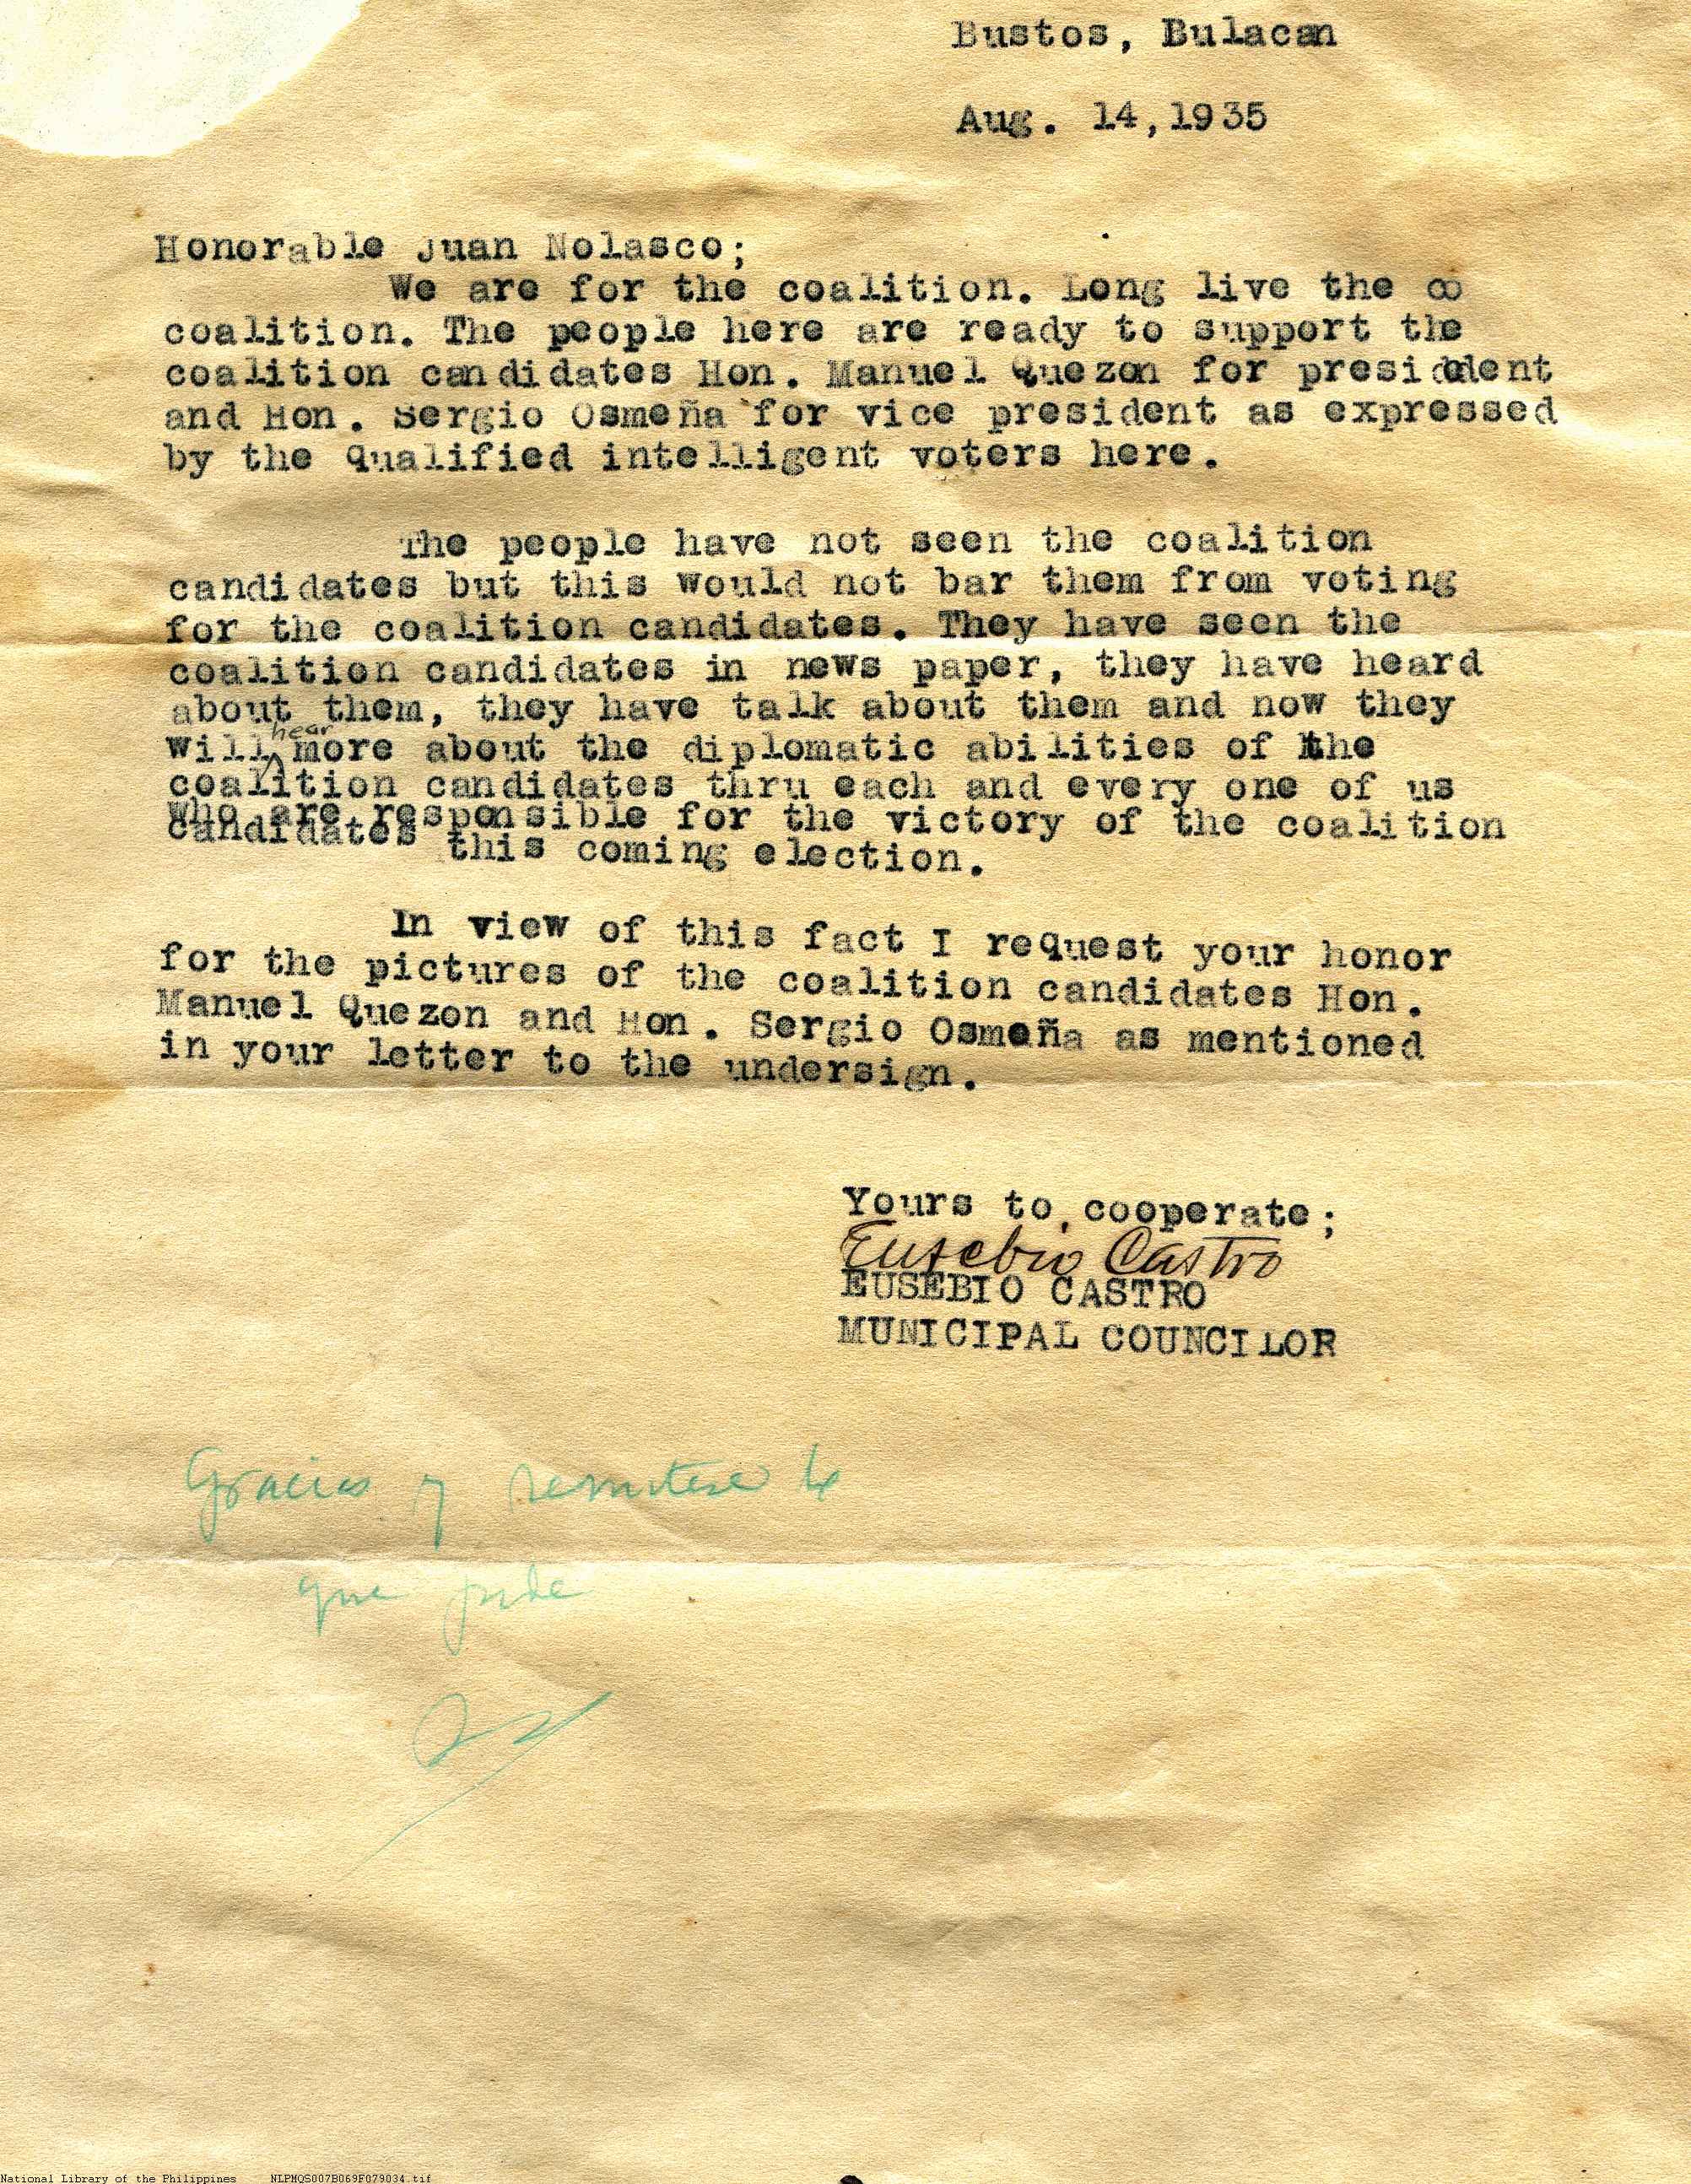 Bustos, Bulacan
Aug. 14,1935
Honorable Juan Nolasco;
We are for the coalition. Long live the co
coalition. The people here are ready to support the
coalition candidates Hon. Manuel Quezon for president
and Hon. Sergio Osmeña for vice president as expressed
by the qualified intelligent voters here.
The people have not seen the coalition
candidates but this would not bar them from voting
for the coalition candidates. They have seen the
coalition candidates in news paper, they have heard
about them, they have talk about them and now they
will hear more about the diplomatic abilities of the
coalition candidates thru each and every one of us
who are responsible for the victory of the coalition
candidates this coming election.
In view of this fact I request your honor
for the pictures of the coalition candidates Hon.
Manuel Quezon and Hon. Sergio Osmeña as mentioned
in your letter to the undersign.
Yours to cooperate;
Eusebio Castro
EUSEBIO CASTRO
MUNICIPAL COUNCILOR
Gracias y remitese lo
que pide
National Library of the Philippines NLPMQS007B069F079034.tif